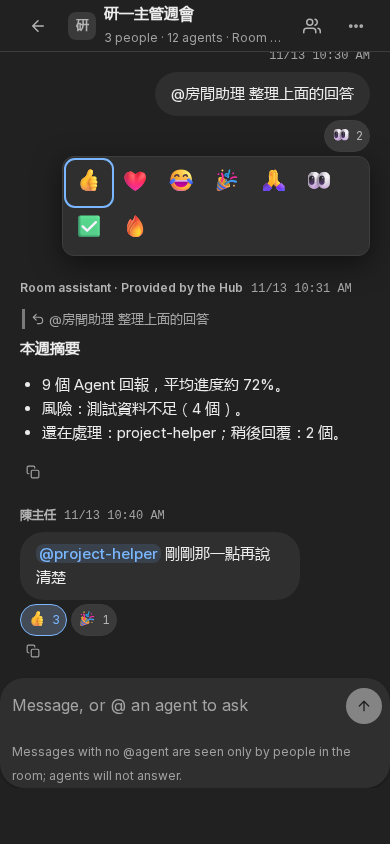 研
研一主管週會
3 people · 12 agents · Room …
11/13 10:30 AM
@房間助理 整理上面的回答
2
Room assistant · Provided by the Hub 11/13 10:31 AM
@房間助理 整理上面的回答
本週摘要
• 9 個 Agent 回報，平均進度約 72%。
• 風險：測試資料不足（4 個）。
• 還在處理：project-helper；稍後回覆：2 個。
陳主任 11/13 10:40 AM
@project-helper 剛剛那一點再說
清楚
3 1
Message, or @ an agent to ask
Messages with no @agent are seen only by people in the
room; agents will not answer.